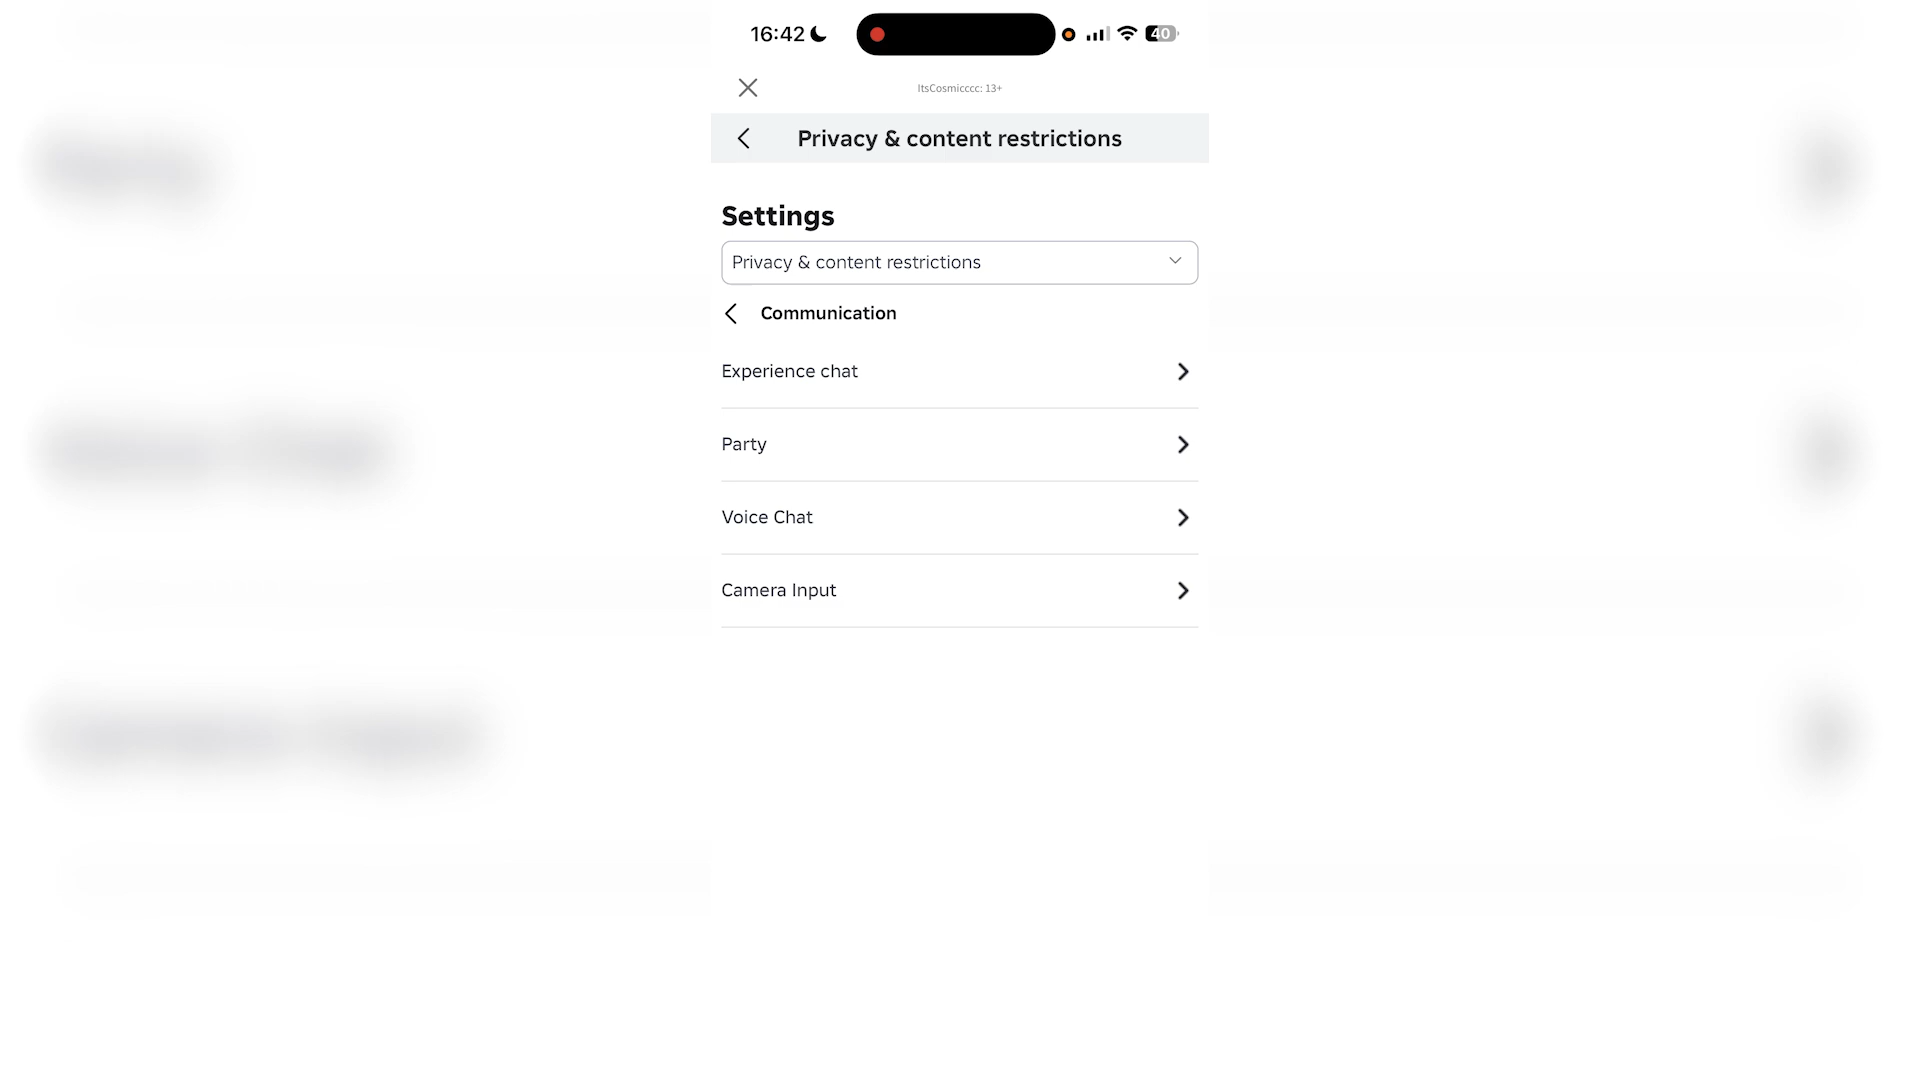 16:42
40
ItsCosmicccc: 13+
Privacy & content restrictions
Settings
Privacy & content restrictions
Communication
Experience chat
Party
Voice Chat
Camera Input